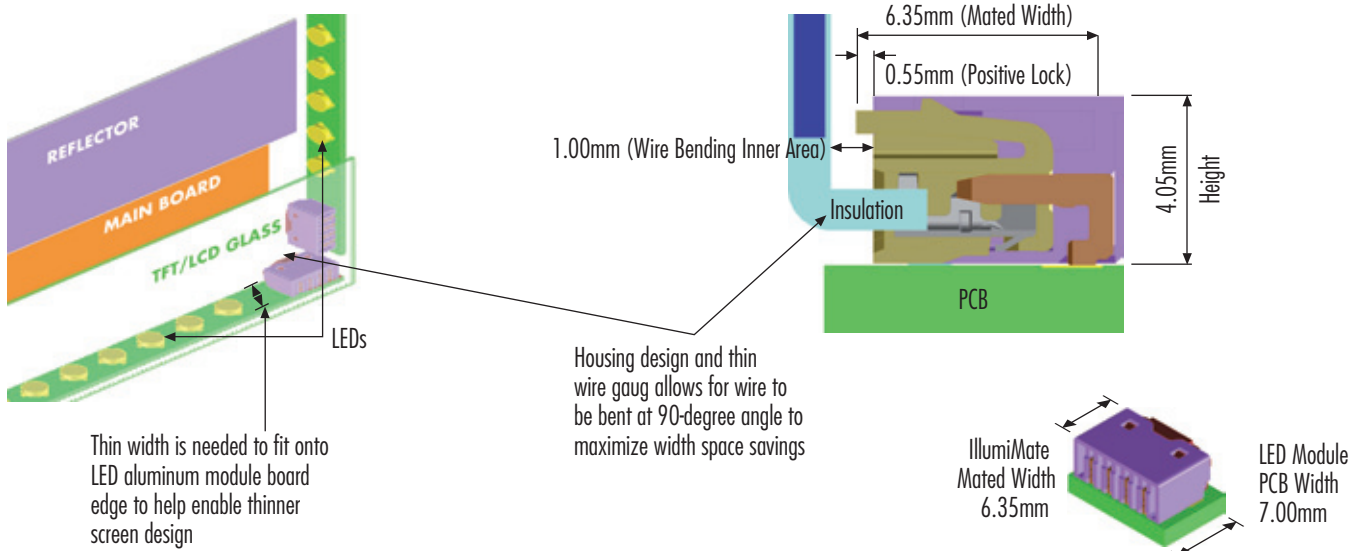 REFLECTOR
MAIN BOARD
TFT/LCD GLASS
LEDs
Thin width is needed to fit onto
LED aluminum module board
edge to help enable thinner
screen design
6.35mm (Mated Width)
0.55mm (Positive Lock)
1.00mm (Wire Bending Inner Area)
Insulation
4.05mm
Height
PCB
Housing design and thin
wire gaug allows for wire to
be bent at 90-degree angle to
maximize width space savings
IllumiMate
Mated Width
6.35mm
LED Module
PCB Width
7.00mm